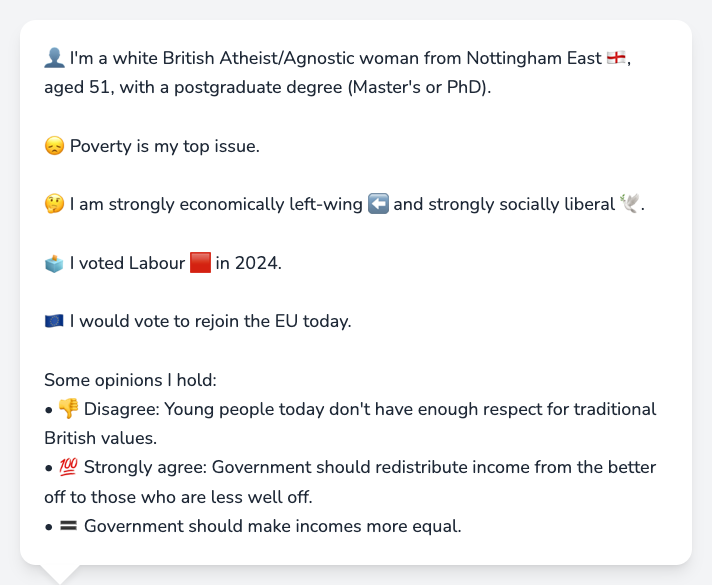 👤 I'm a white British Atheist/Agnostic woman from Nottingham East 🏴󠁧󠁢󠁥󠁮󠁧󠁿,
aged 51, with a postgraduate degree (Master's or PhD).
😞 Poverty is my top issue.
🤔 I am strongly economically left-wing ⬅️ and strongly socially liberal 🕊️.
🗳️ I voted Labour 🟥 in 2024.
🇪🇺 I would vote to rejoin the EU today.
Some opinions I hold:
• 👎 Disagree: Young people today don't have enough respect for traditional
British values.
• 💯 Strongly agree: Government should redistribute income from the better
off to those who are less well off.
• 🟰 Government should make incomes more equal.